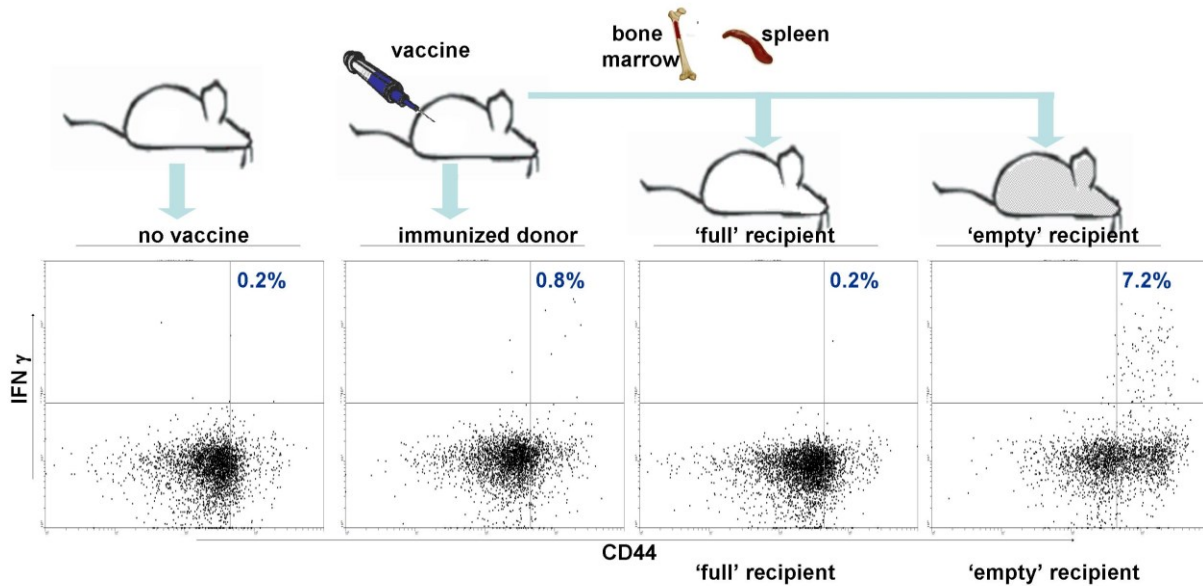 bone marrow
spleen
vaccine
no vaccine
immunized donor
‘full’ recipient
‘empty’ recipient
0.2%
0.8%
0.2%
7.2%
IFN γ
CD44
‘full’ recipient
‘empty’ recipient